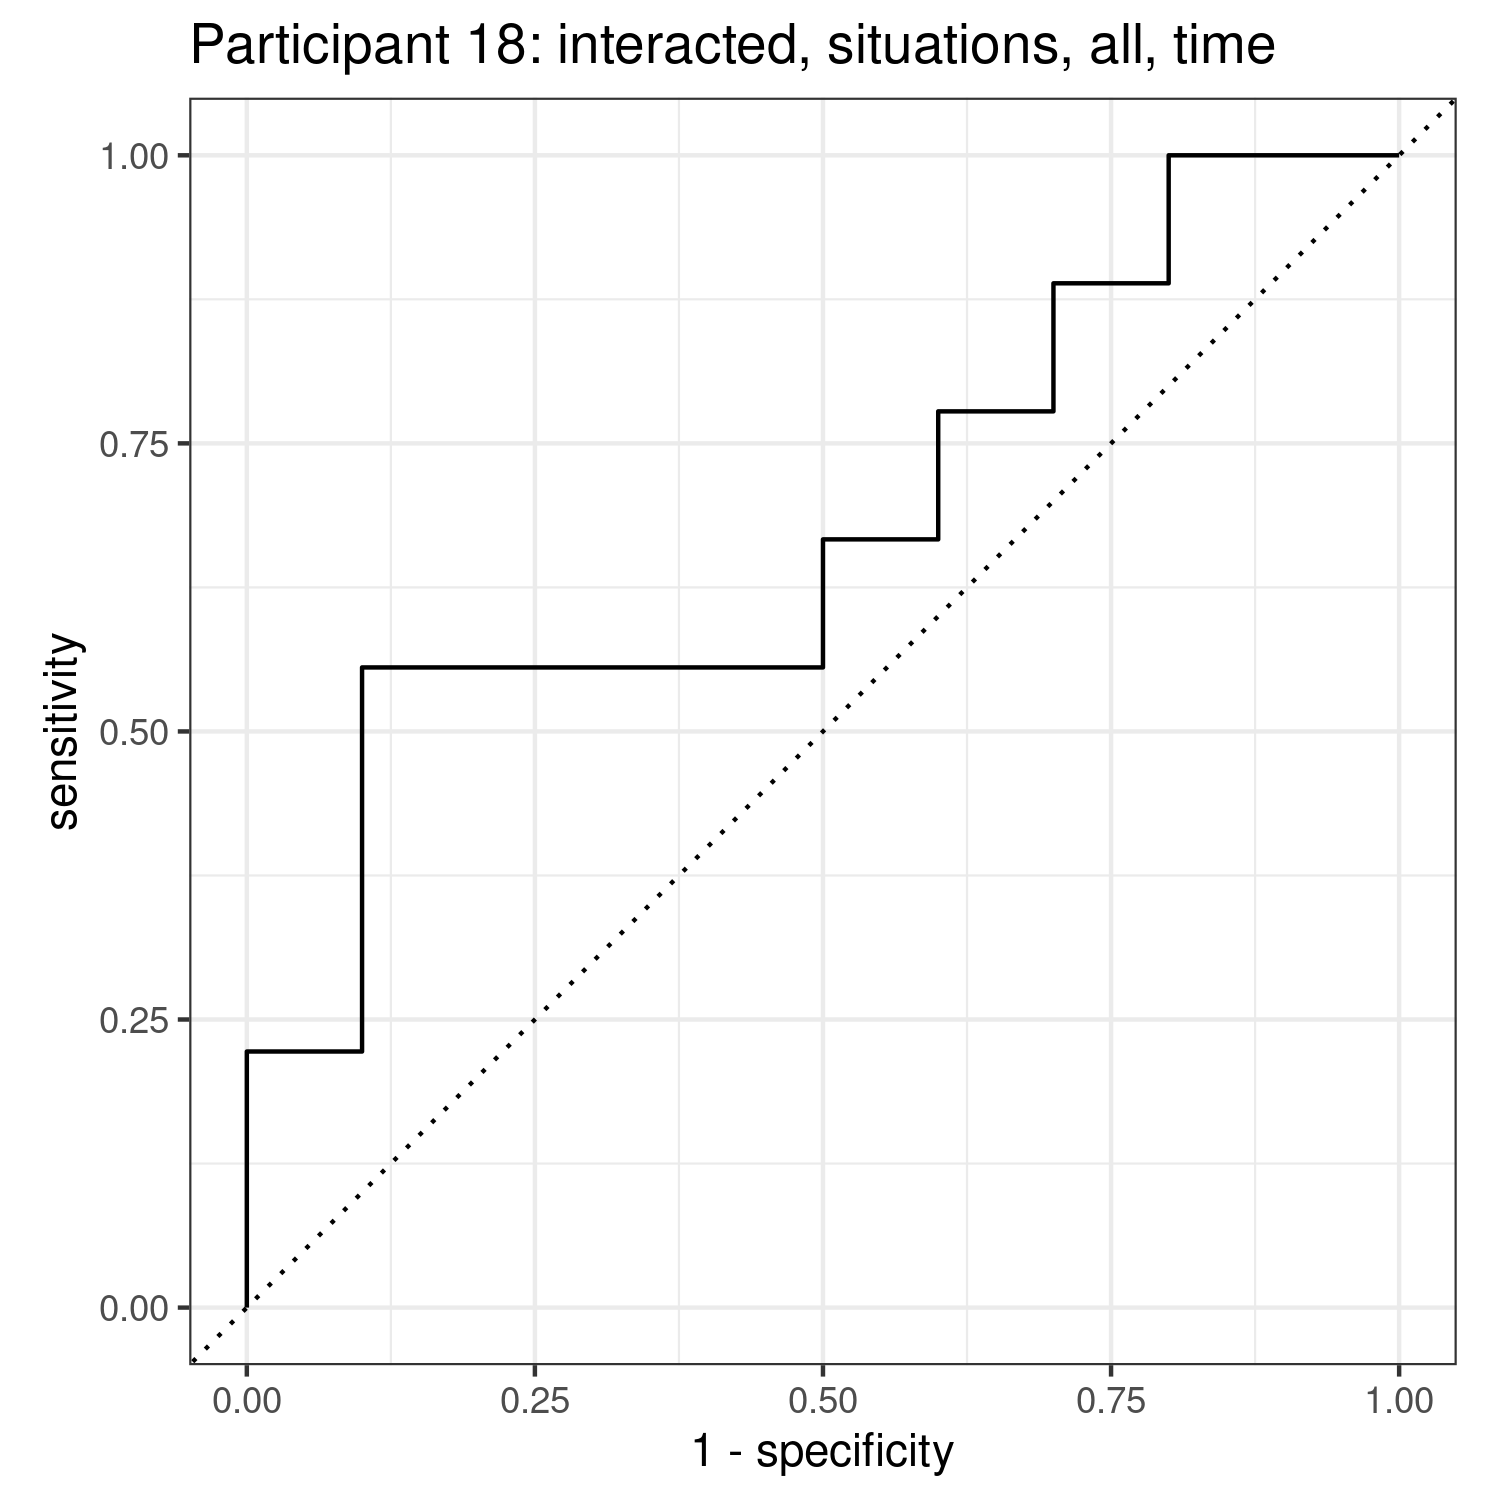 Participant 18: interacted, situations, all, time
sensitivity
1.00
0.75
0.50
0.25
0.00
0.00 0.25 0.50 0.75 1.00
1 - specificity